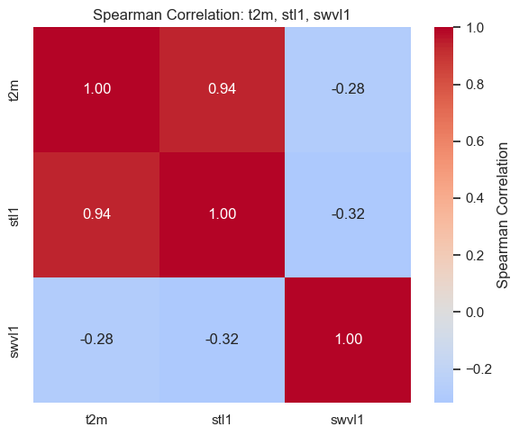 Spearman Correlation: t2m, stl1, swvl1
t2m
1.00
0.94
-0.28
stl1
0.94
1.00
-0.32
swvl1
-0.28
-0.32
1.00
t2m
stl1
swvl1
1.0
0.8
0.6
0.4
0.2
0.0
−0.2
Spearman Correlation